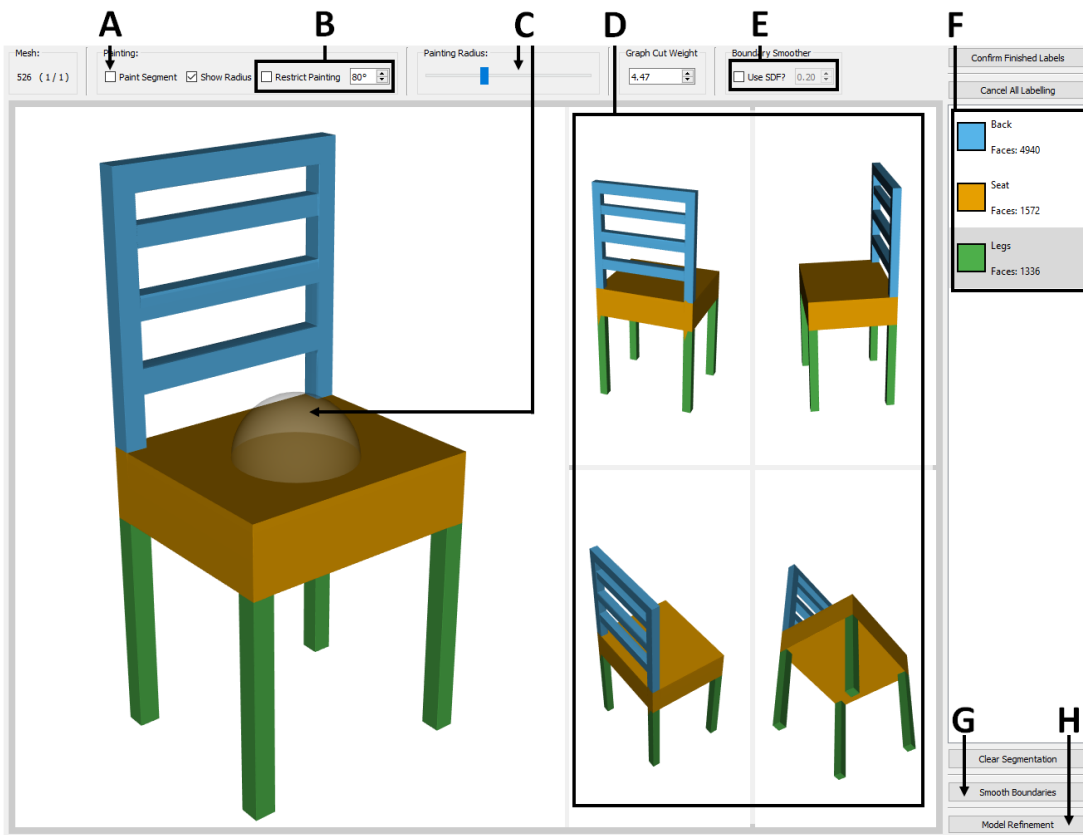 A B C D E F
Mesh: Painting: Painting Radius: Graph Cut Weight Boundary Smoother
526 ( 1 / 1 ) Paint Segment Show Radius Restrict Painting 80° 4.47 Use SDF? 0.20
Confirm Finished Labels
Cancel All Labelling
Back
Faces: 4940
Seat
Faces: 1572
Legs
Faces: 1336
G H
Clear Segmentation
Smooth Boundaries
Model Refinement